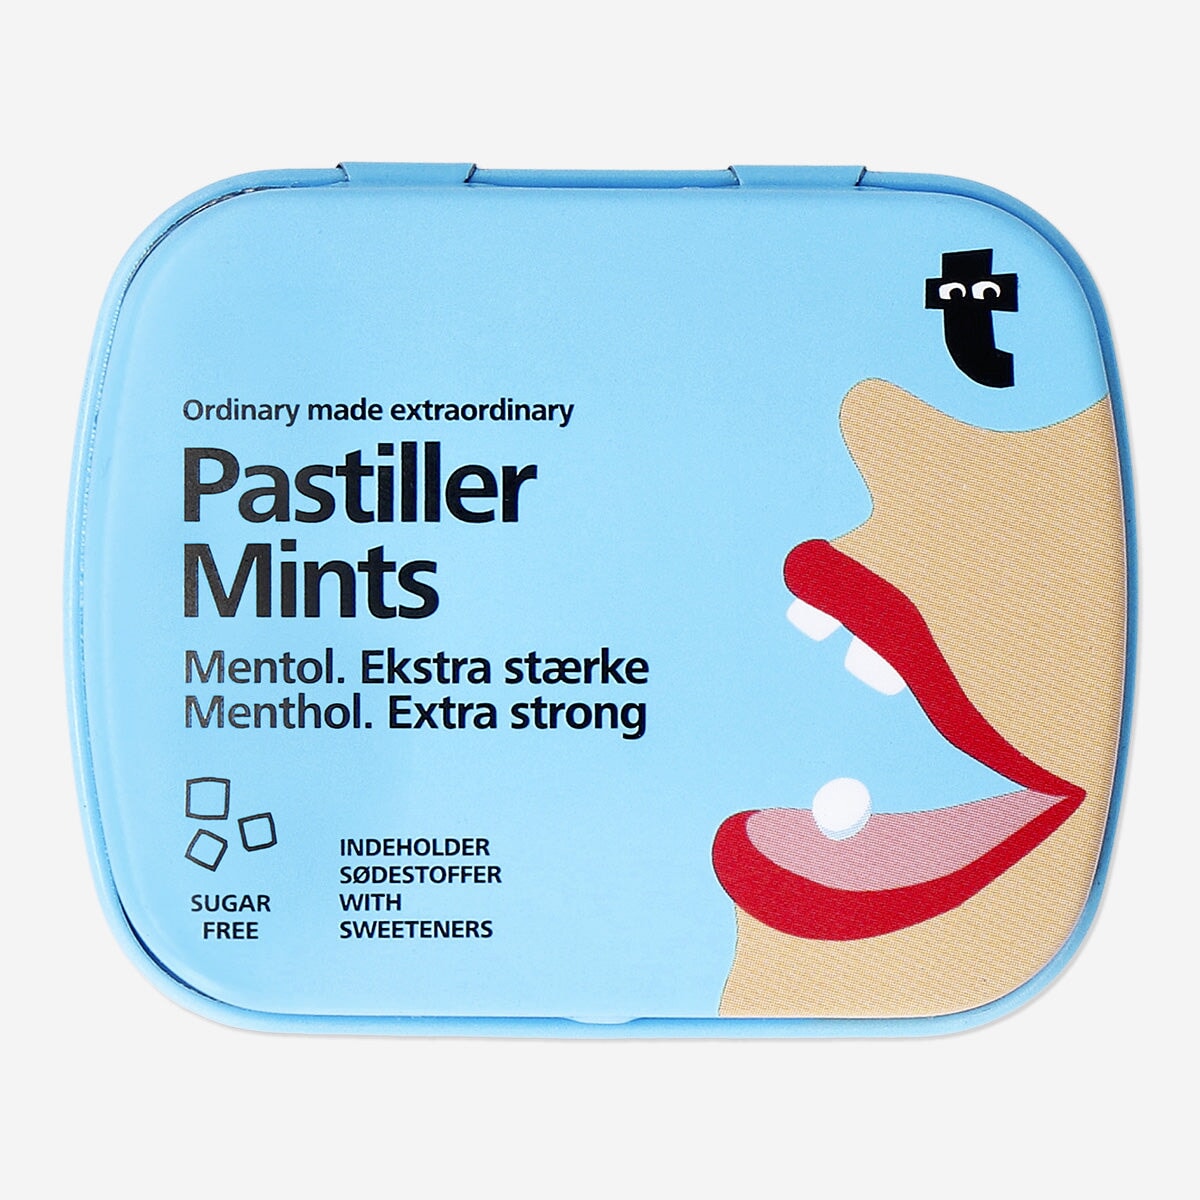 t
Ordinary made extraordinary
Pastiller
Mints
Mentol. Ekstra stærke
Menthol. Extra strong
SUGAR
FREE
INDEHOLDER
SØDESTOFFER
WITH
SWEETENERS